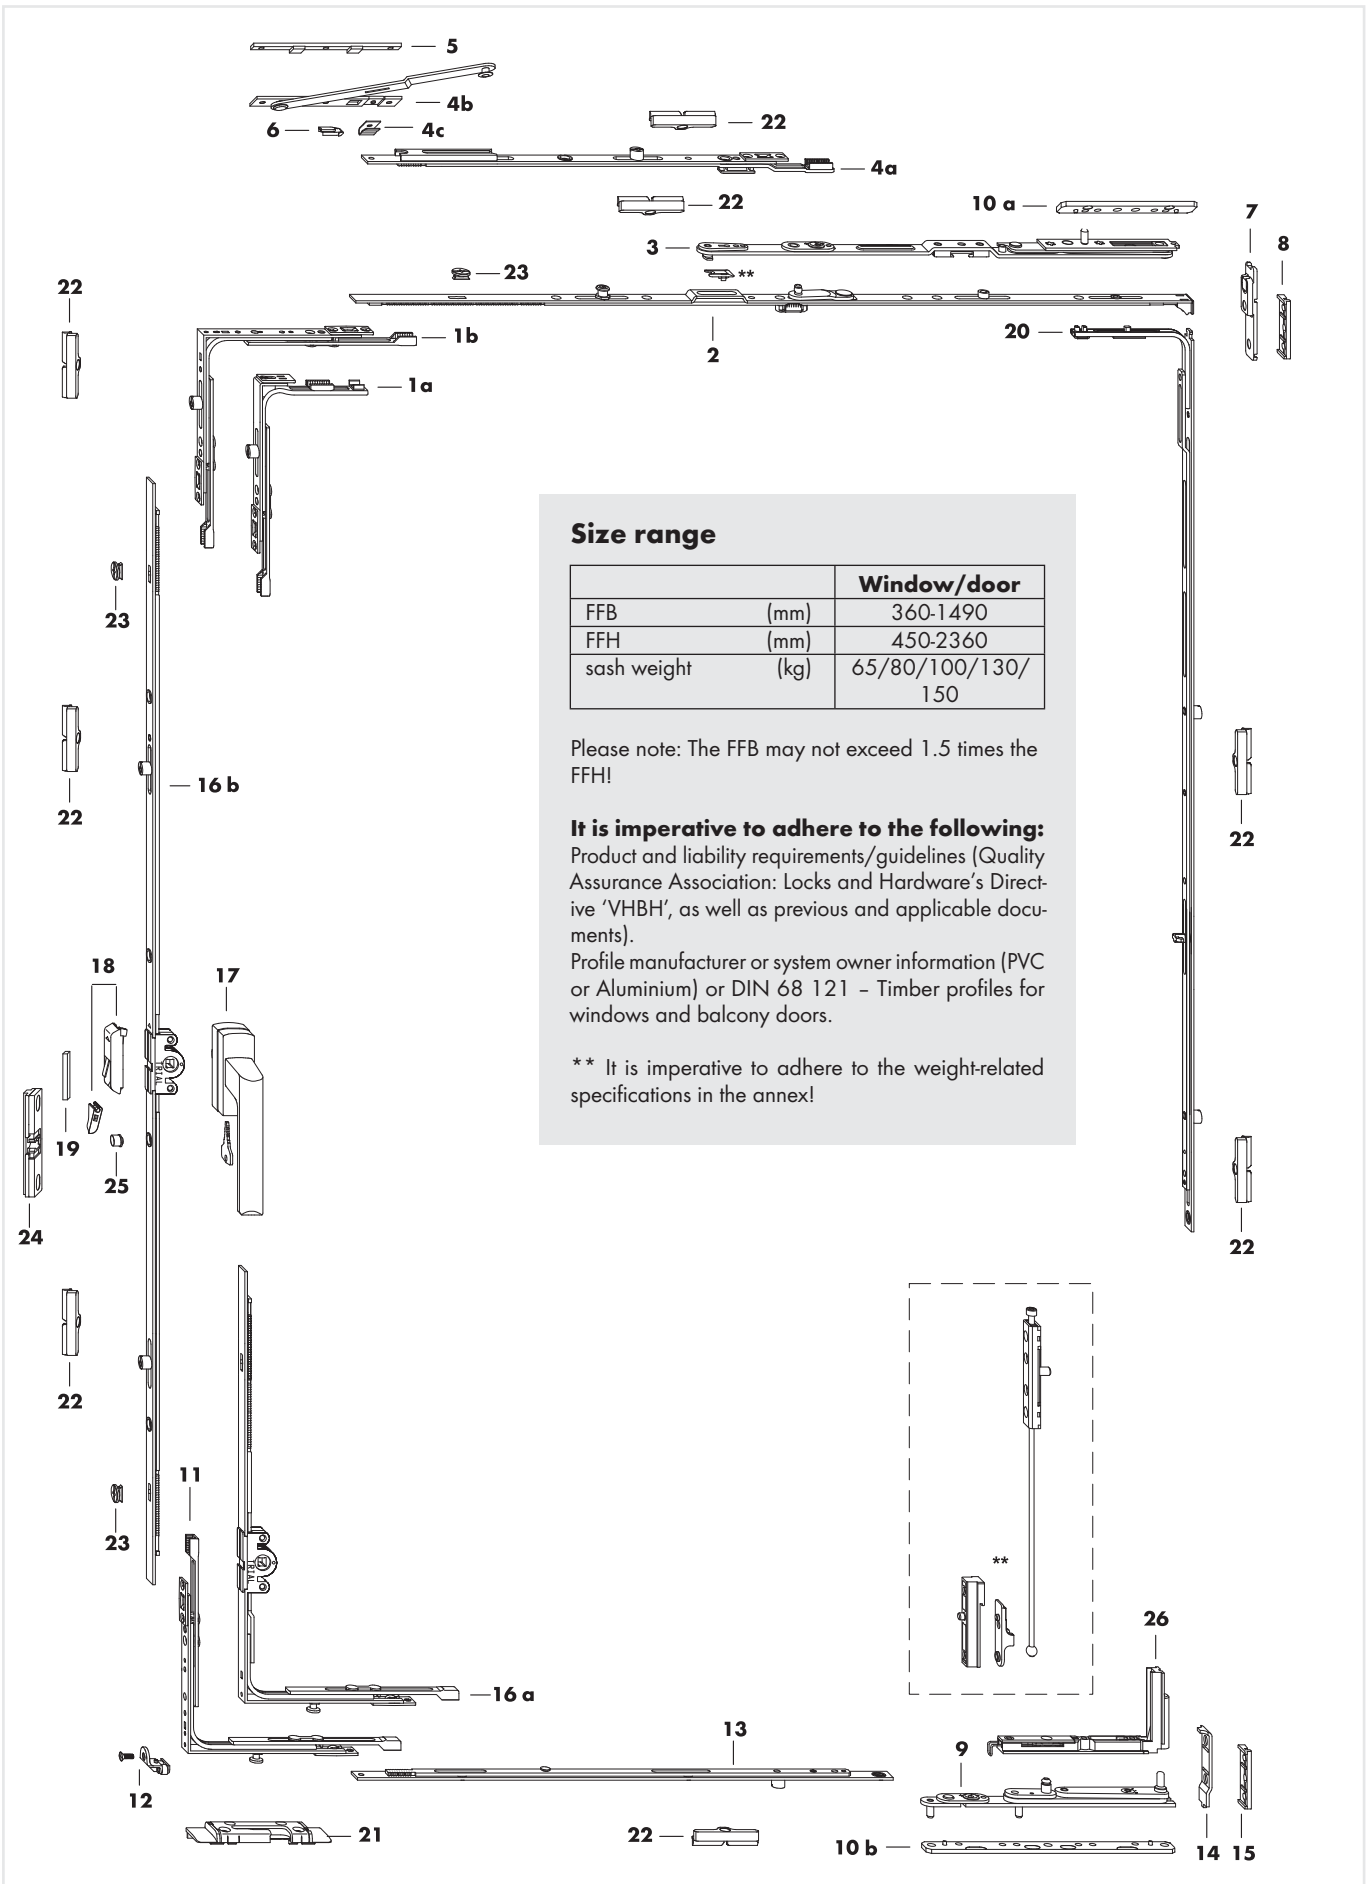 5
4b
6
4c
22
4a
22
10 a
7
8
3
**
23
22
20
1b
2
1a
Size range
Window/door
FFB (mm) 360-1490
FFH (mm) 450-2360
sash weight (kg) 65/80/100/130/
150
Please note: The FFB may not exceed 1.5 times the
FFH!
It is imperative to adhere to the following:
Product and liability requirements/guidelines (Quality
Assurance Association: Locks and Hardware's Direct-
ive 'VHBH', as well as previous and applicable docu-
ments).
Profile manufacturer or system owner information (PVC
or Aluminium) or DIN 68 121 – Timber profiles for
windows and balcony doors.
** It is imperative to adhere to the weight-related
specifications in the annex!
23
22
16 b
22
18
17
TRIAL
19
25
24
22
22
11
23
TRIAL
**
26
16 a
13
9
12
21
22
10 b
14
15